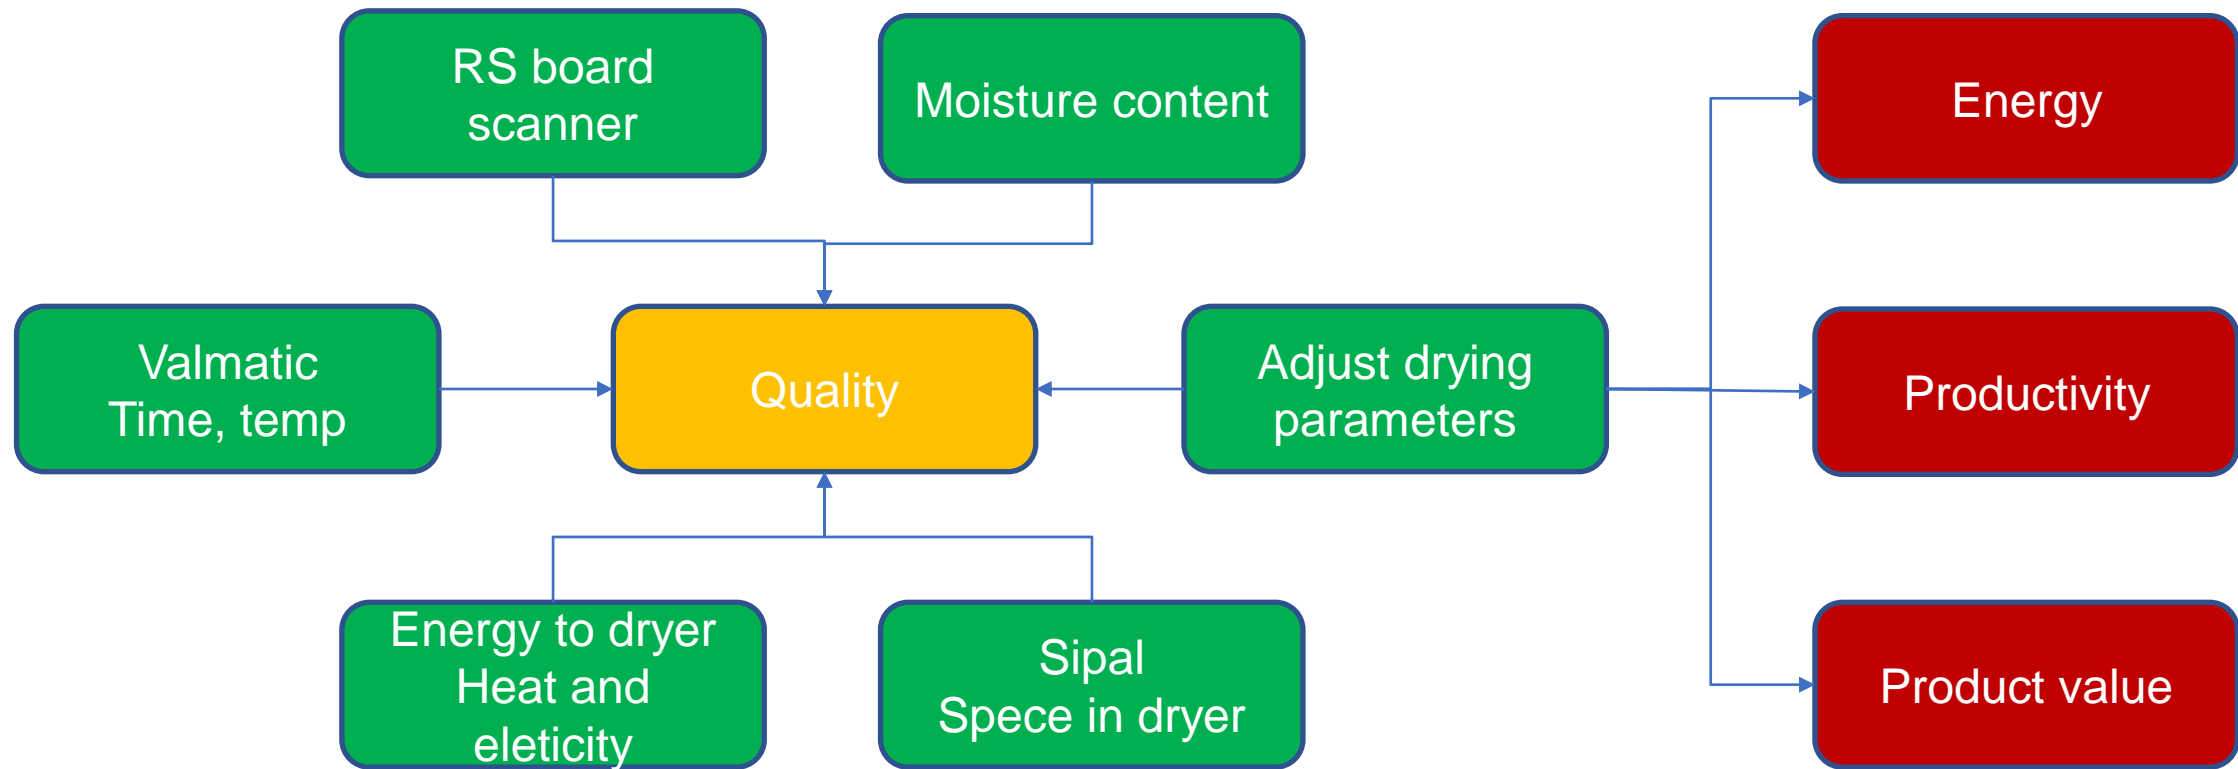 RS board
scanner
Moisture content
Energy
Valmatic
Time, temp
Quality
Adjust drying
parameters
Productivity
Energy to dryer
Heat and
eleticity
Sipal
Spece in dryer
Product value